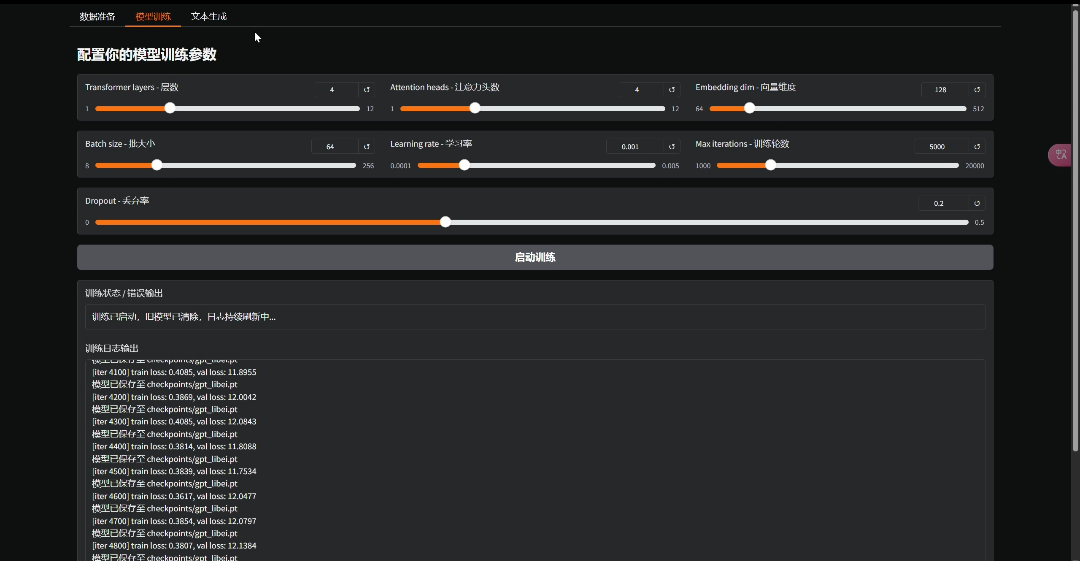 数据准备 模型训练 文本生成
配置你的模型训练参数
Transformer layers - 层数 4 ↺ Attention heads - 注意力头数 4 ↺ Embedding dim - 向量维度 128 ↺
1 12 1 12 64 512
Batch size - 批大小 64 ↺ Learning rate - 学习率 0.001 ↺ Max iterations - 训练轮数 5000 ↺
8 256 0.0001 0.005 1000 20000
Dropout - 丢弃率 0.2 ↺
0 0.5
启动训练
训练状态 / 错误输出
训练已启动，旧模型已清除，日志持续刷新中...
训练日志输出
模型已保存至 checkpoints/gpt_libei.pt
[iter 4100] train loss: 0.4085, val loss: 11.8955
模型已保存至 checkpoints/gpt_libei.pt
[iter 4200] train loss: 0.3869, val loss: 12.0042
模型已保存至 checkpoints/gpt_libei.pt
[iter 4300] train loss: 0.4085, val loss: 12.0843
模型已保存至 checkpoints/gpt_libei.pt
[iter 4400] train loss: 0.3814, val loss: 11.8088
模型已保存至 checkpoints/gpt_libei.pt
[iter 4500] train loss: 0.3839, val loss: 11.7534
模型已保存至 checkpoints/gpt_libei.pt
[iter 4600] train loss: 0.3617, val loss: 12.0477
模型已保存至 checkpoints/gpt_libei.pt
[iter 4700] train loss: 0.3854, val loss: 12.0797
模型已保存至 checkpoints/gpt_libei.pt
[iter 4800] train loss: 0.3807, val loss: 12.1384
模型已保存至 checkpoints/gpt_libei.pt